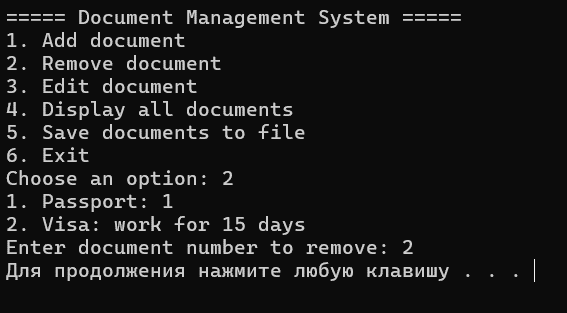 ===== Document Management System =====
1. Add document
2. Remove document
3. Edit document
4. Display all documents
5. Save documents to file
6. Exit
Choose an option: 2
1. Passport: 1
2. Visa: work for 15 days
Enter document number to remove: 2
Для продолжения нажмите любую клавишу . . .